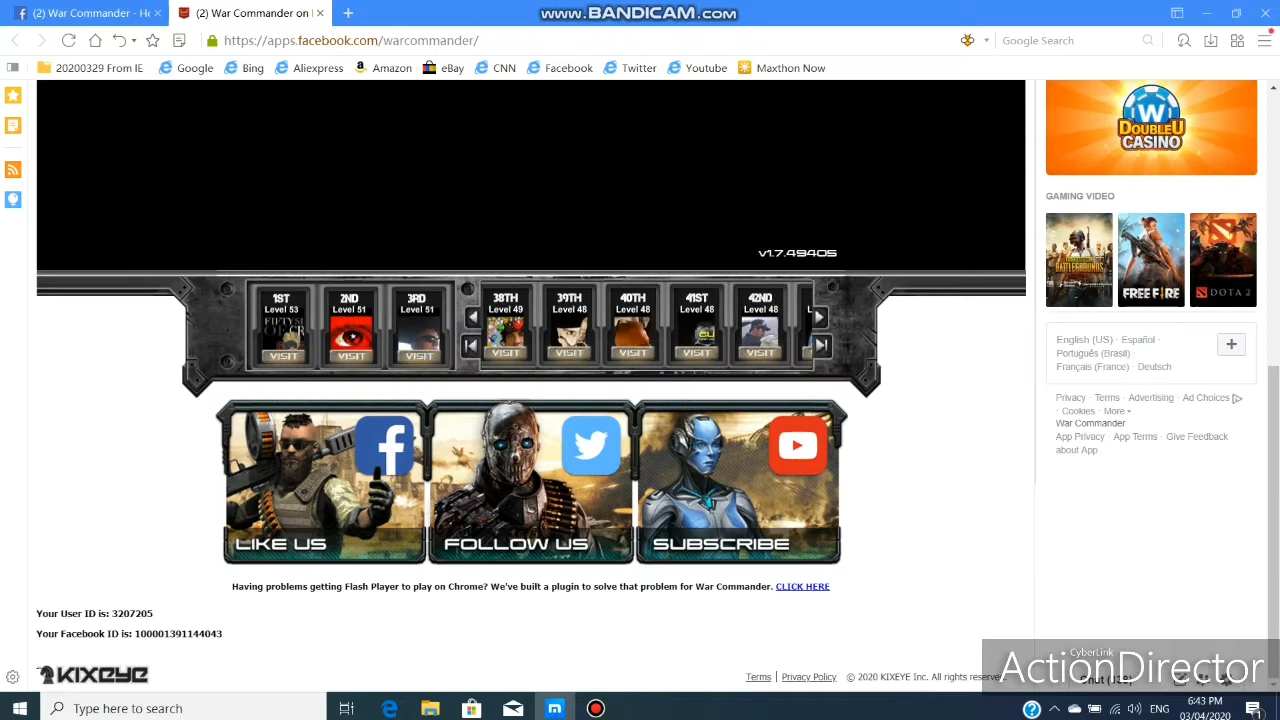 www.BANDICAM.com
(2) Ho
(2) War Commander on
https://apps.facebook.com/warcommander/
Google Search
20200329 From IE
Google
Bing
Aliexpress
Amazon
eBay
CNN
Facebook
Twitter
Youtube
Maxthon Now
W
DOUBLEU
CASINO
GAMING VIDEO
BATTLEGROUNDS
FREE FIRE
DOTA 2
v1.7.49405
1ST
2ND
3RD
38TH
39TH
40TH
41ST
42ND
Level 53
Level 51
Level 51
Level 49
Level 48
Level 48
Level 48
Level 48
L
VISIT
VISIT
VISIT
VISIT
VISIT
VISIT
VISIT
VISIT
English (US) · Español ·
Português (Brasil) ·
Français (France) · Deutsch
Privacy · Terms · Advertising · Ad Choices
· Cookies · More
War Commander
App Privacy · App Terms · Give Feedback
about App
LIKE US
FOLLOW US
SUBSCRIBE
Having problems getting Flash Player to play on Chrome? We've built a plugin to solve that problem for War Commander. CLICK HERE
Your User ID is: 3207205
Your Facebook ID is: 100001391144043
KIXEYE
Terms | Privacy Policy © 2020 KIXEYE Inc. All rights reserved.
CyberLink
ActionDirector
Type here to search
ENG
6:43 PM
03/04/2020